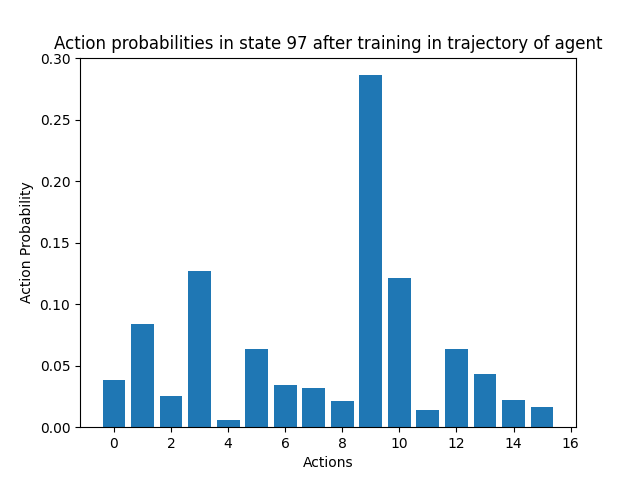 Action probabilities in state 97 after training in trajectory of agent
0.30
0.25
0.20
0.15
0.10
0.05
0.00
Action Probability
0 2 4 6 8 10 12 14 16
Actions